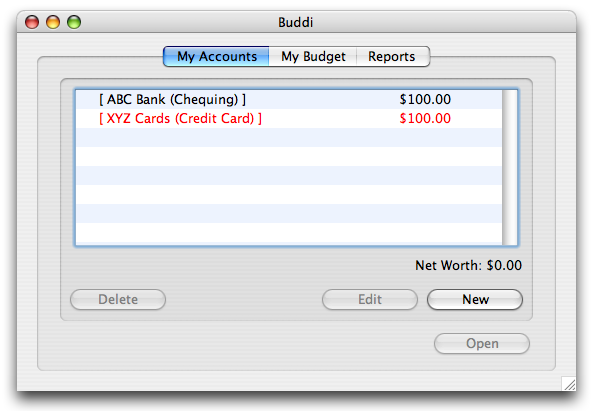 Buddi
My Accounts My Budget Reports
[ ABC Bank (Chequing) ] $100.00
[ XYZ Cards (Credit Card) ] $100.00
Net Worth: $0.00
Delete Edit New
Open